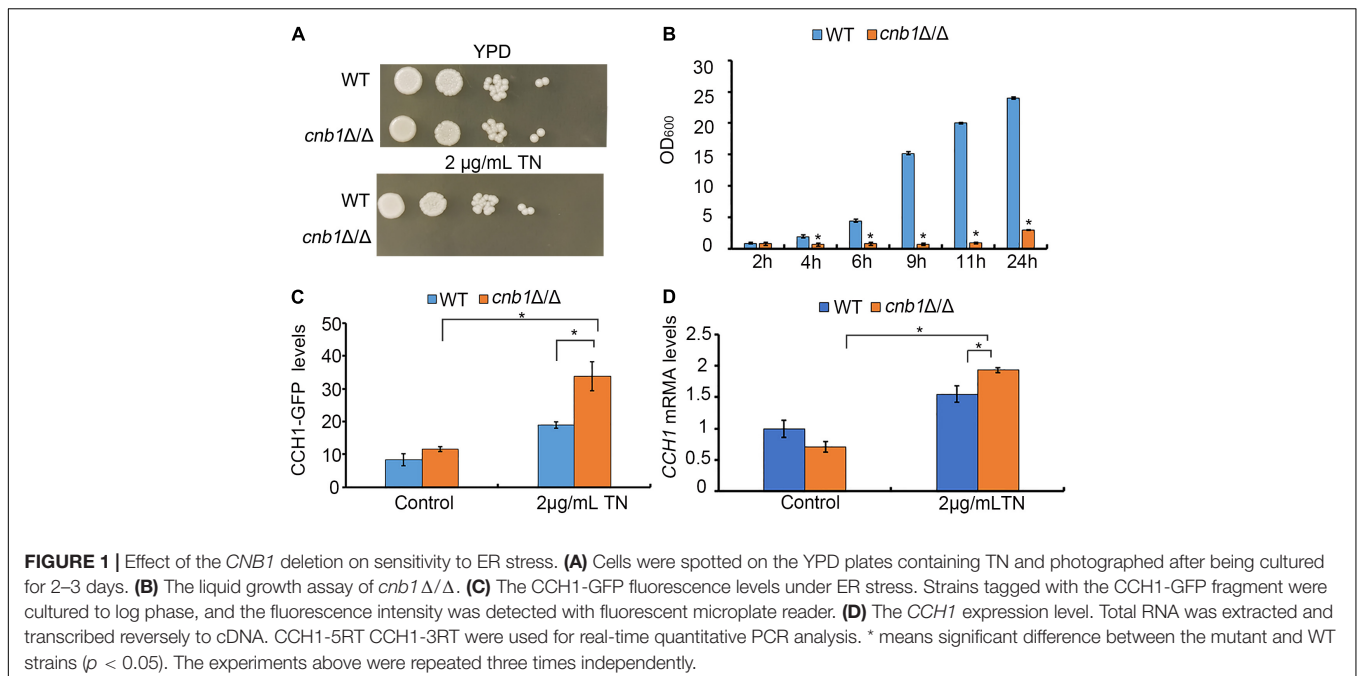 A
YPD
WT
cnb1Δ/Δ
2 µg/mL TN
WT
cnb1Δ/Δ
B
WT cnb1Δ/Δ
OD600
30
25
20
15
10
5
0
* * * * *
2h 4h 6h 9h 11h 24h
C
WT cnb1Δ/Δ
CCH1-GFP levels
50
40
30
20
10
0
*
*
Control 2µg/mL TN
D
WT cnb1Δ/Δ
CCH1 mRMA levels
2.5
2
1.5
1
0.5
0
*
*
Control 2µg/mLTN
FIGURE 1 | Effect of the CNB1 deletion on sensitivity to ER stress. (A) Cells were spotted on the YPD plates containing TN and photographed after being cultured
for 2–3 days. (B) The liquid growth assay of cnb1Δ/Δ. (C) The CCH1-GFP fluorescence levels under ER stress. Strains tagged with the CCH1-GFP fragment were
cultured to log phase, and the fluorescence intensity was detected with fluorescent microplate reader. (D) The CCH1 expression level. Total RNA was extracted and
transcribed reversely to cDNA. CCH1-5RT CCH1-3RT were used for real-time quantitative PCR analysis. * means significant difference between the mutant and WT
strains (p < 0.05). The experiments above were repeated three times independently.